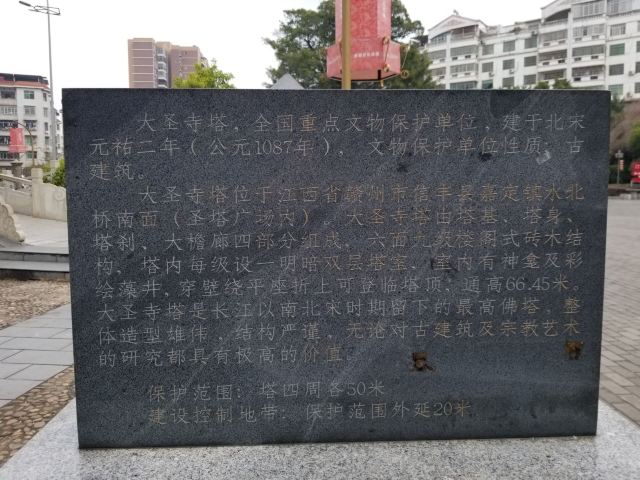 大圣寺塔，全国重点文物保护单位，建于北宋
元祐二年（公元1087年），文物保护单位性质：古
建筑。
大圣寺塔位于江西省赣州市信丰县嘉定镇水北
桥南面（圣塔广场内）。大圣寺塔由塔基、塔身、
塔刹、大檐廊四部分组成，六面九级楼阁式砖木结
构、塔内每级设一明暗双层塔室，室内有神龛及彩
绘藻井，穿壁绕平座折上可登临塔顶，通高66.45米。
大圣寺塔是长江以南北宋时期留下的最高佛塔，整
体造型雄伟，结构严谨，无论对古建筑及宗教艺术
的研究都具有极高的价值。
保护范围：塔四周各50米
建设控制地带：保护范围外延20米